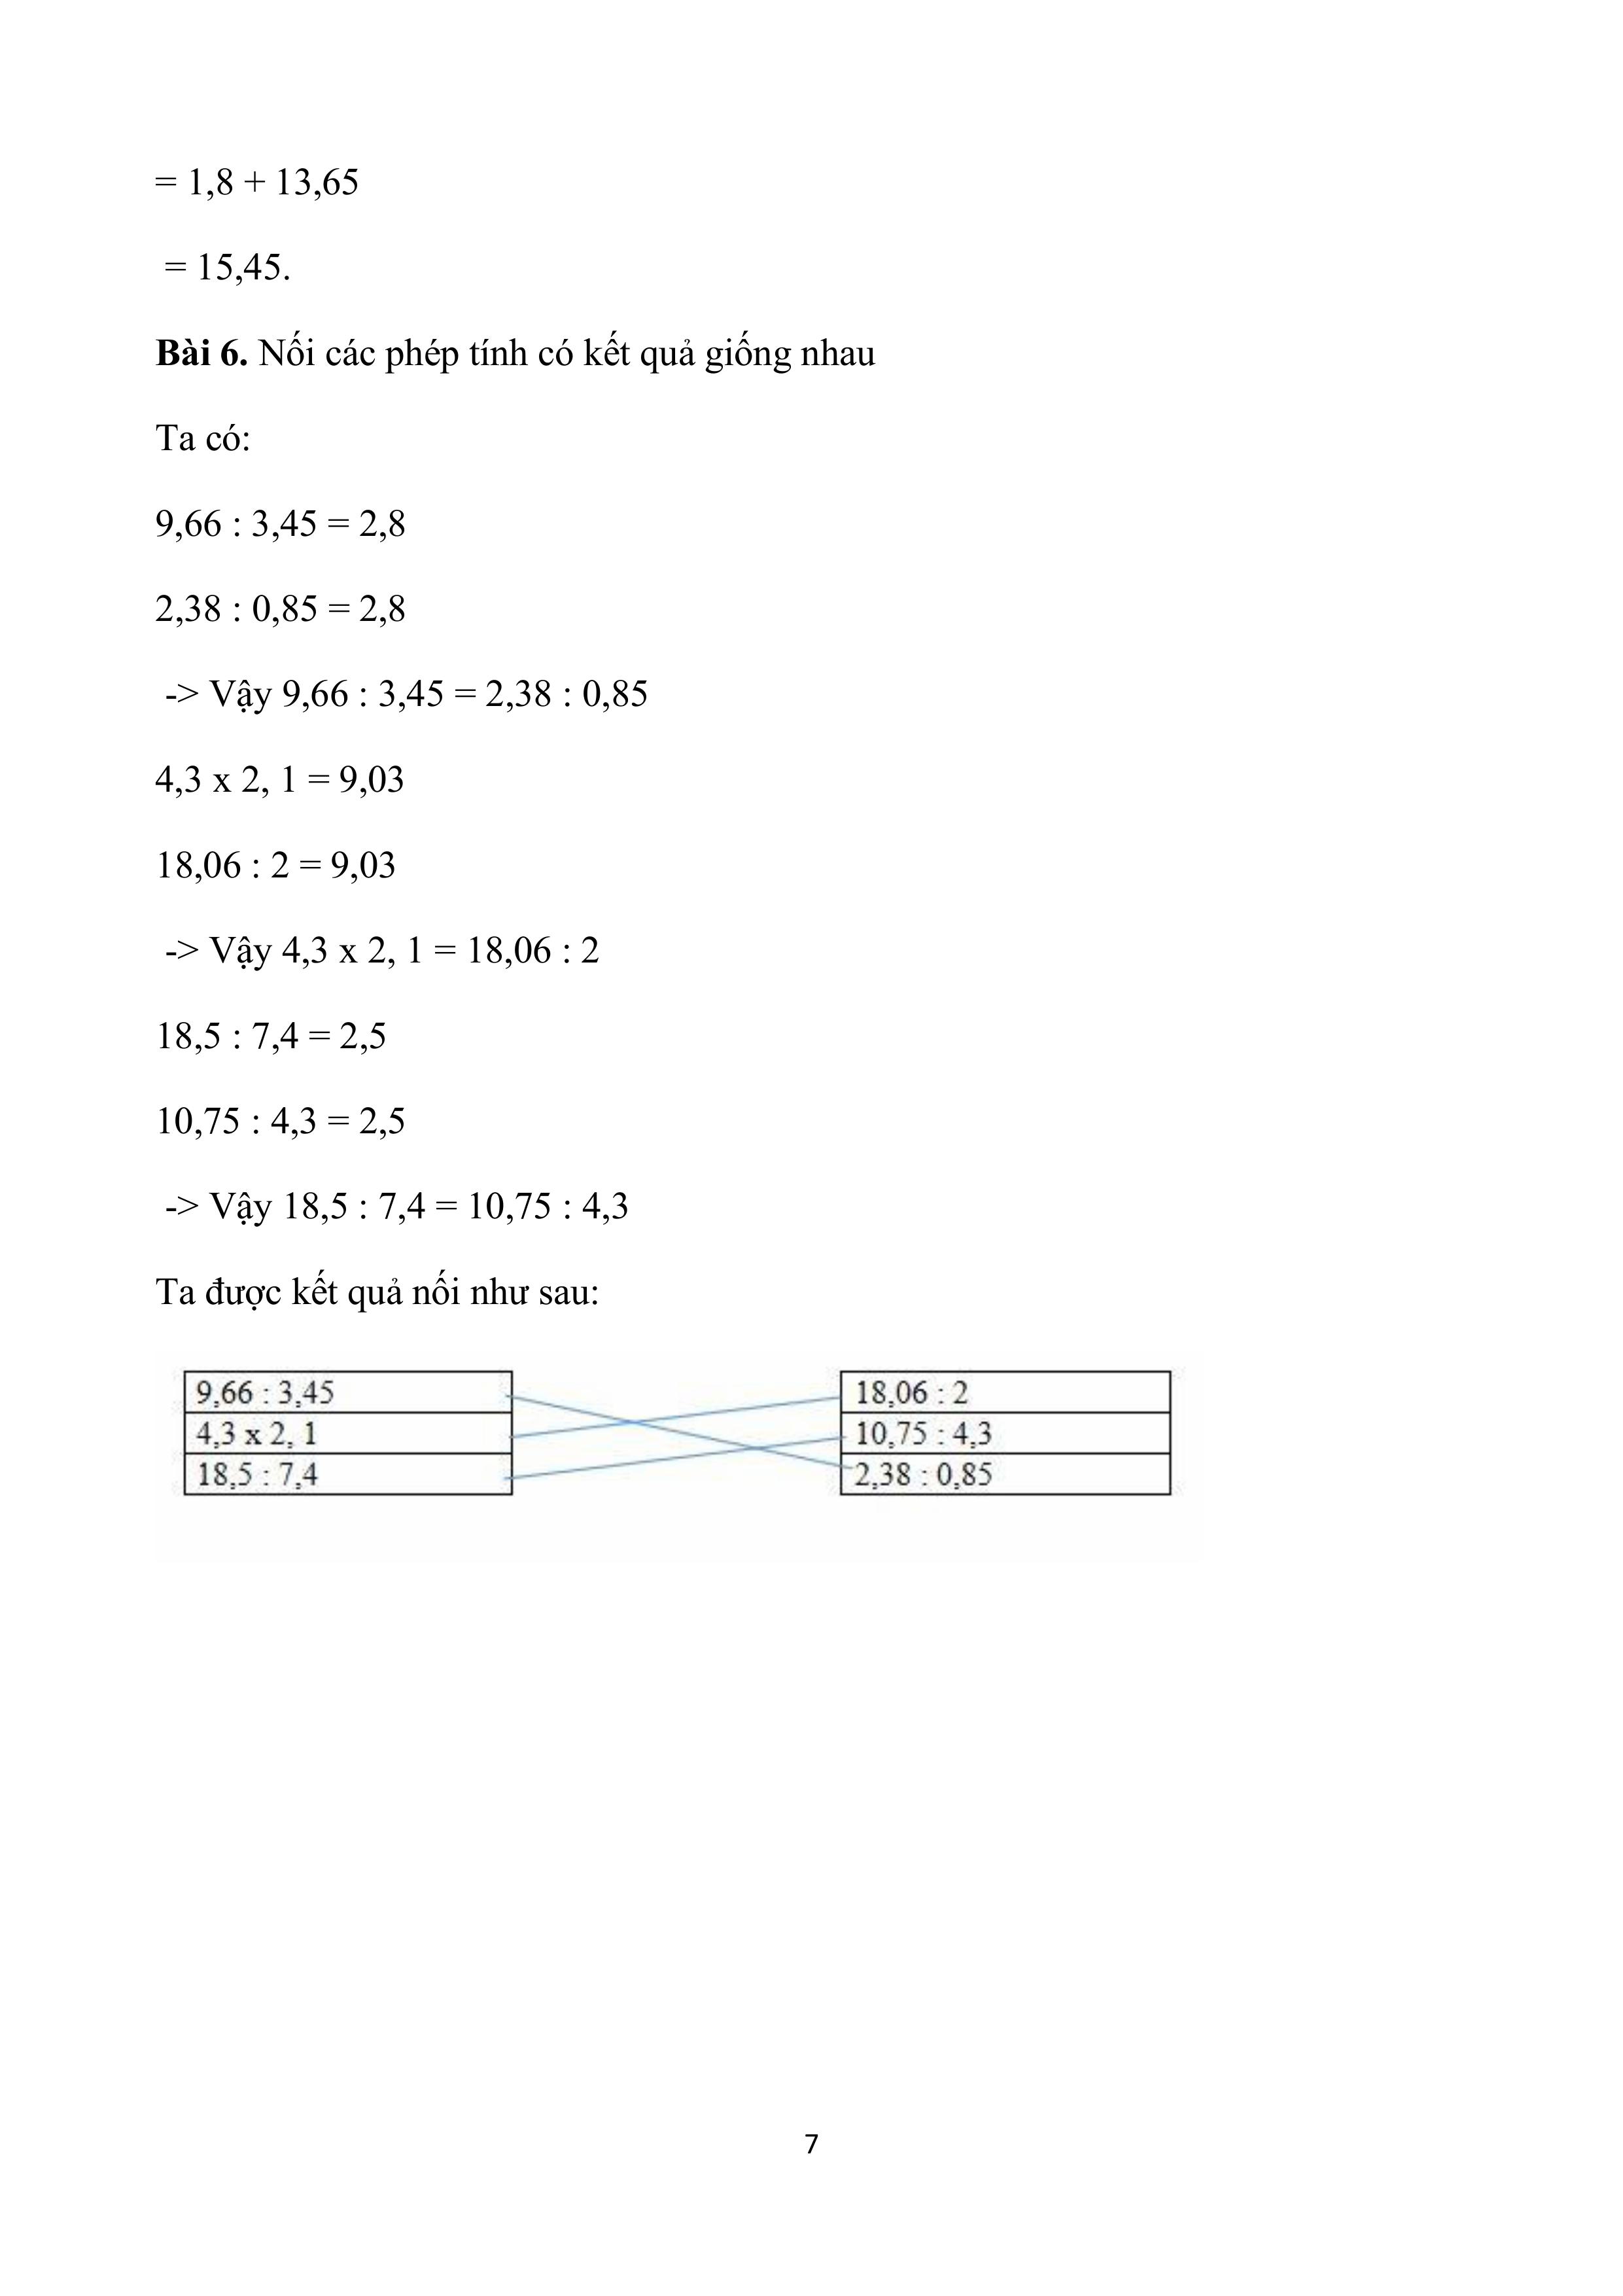 = 1,8 + 13,65
= 15,45.
Bài 6. Nối các phép tính có kết quả giống nhau
Ta có:
9,66 : 3,45 = 2,8
2,38 : 0,85 = 2,8
-> Vậy 9,66 : 3,45 = 2,38 : 0,85
4,3 x 2, 1 = 9,03
18,06 : 2 = 9,03
-> Vậy 4,3 x 2, 1 = 18,06 : 2
18,5 : 7,4 = 2,5
10,75 : 4,3 = 2,5
-> Vậy 18,5 : 7,4 = 10,75 : 4,3
Ta được kết quả nối như sau:
9,66 : 3,45 18,06 : 2
4,3 x 2, 1 10,75 : 4,3
18,5 : 7,4 2,38 : 0,85
7